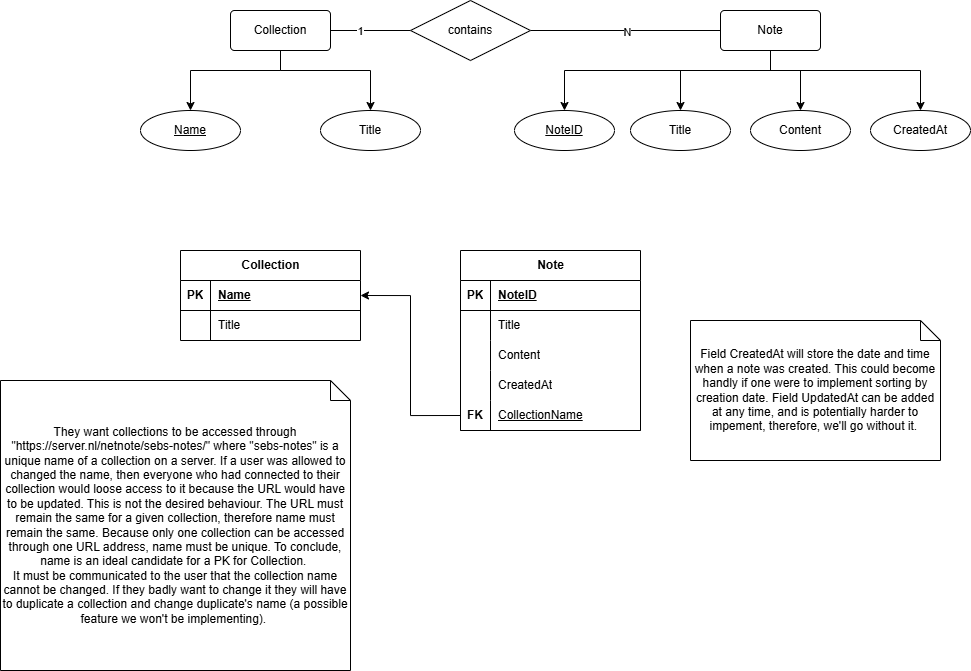 Collection
1
contains
N
Note
Name
Title
NoteID
Title
Content
CreatedAt
Collection
PK Name
Title
Note
PK NoteID
Title
Content
CreatedAt
FK CollectionName
Field CreatedAt will store the date and time
when a note was created. This could become
handly if one were to implement sorting by
creation date. Field UpdatedAt can be added
at any time, and is potentially harder to
impement, therefore, we'll go without it.
They want collections to be accessed through
"https://server.nl/netnote/sebs-notes/" where "sebs-notes" is a
unique name of a collection on a server. If a user was allowed to
changed the name, then everyone who had connected to their
collection would loose access to it because the URL would have
to be updated. This is not the desired behaviour. The URL must
remain the same for a given collection, therefore name must
remain the same. Because only one collection can be accessed
through one URL address, name must be unique. To conclude,
name is an ideal candidate for a PK for Collection.
It must be communicated to the user that the collection name
cannot be changed. If they badly want to change it they will have
to duplicate a collection and change duplicate's name (a possible
feature we won't be implementing).